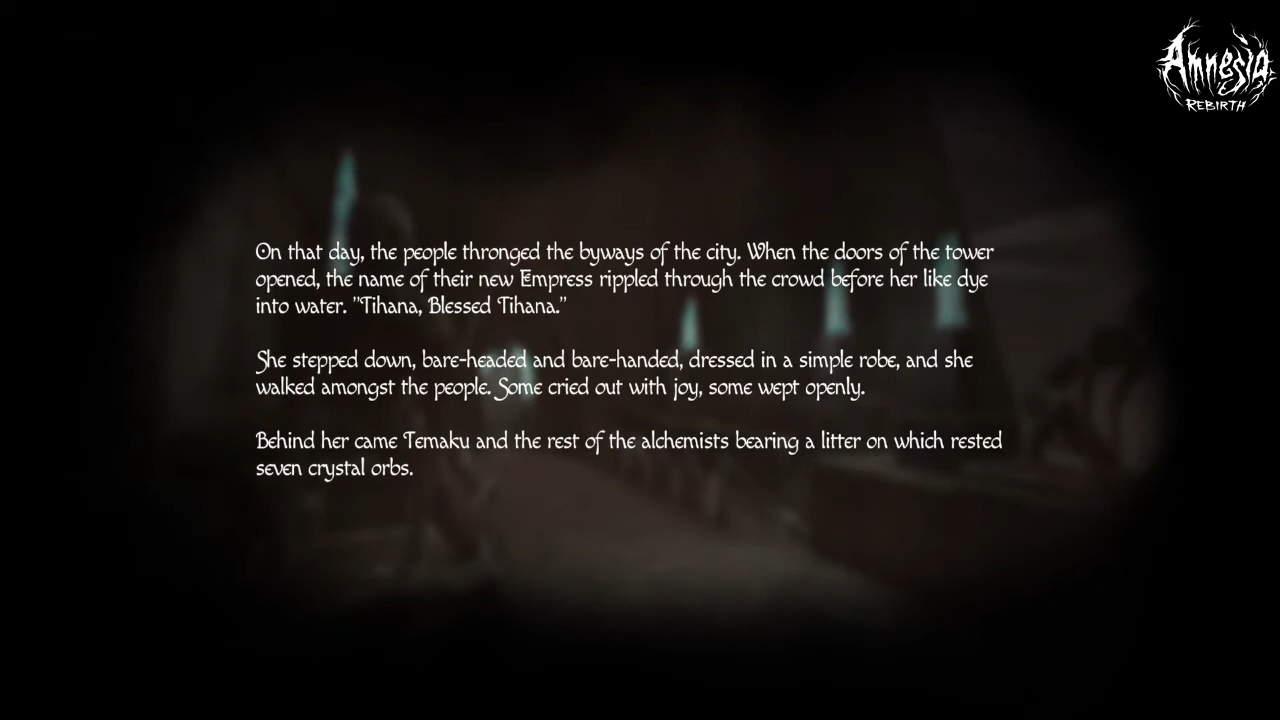 Amnesia
REBIRTH
On that day, the people thronged the byways of the city. When the doors of the tower
opened, the name of their new Empress rippled through the crowd before her like dye
into water. "Tihana, Blessed Tihana."
She stepped down, bare-headed and bare-handed, dressed in a simple robe, and she
walked amongst the people. Some cried out with joy, some wept openly.
Behind her came Temaku and the rest of the alchemists bearing a litter on which rested
seven crystal orbs.